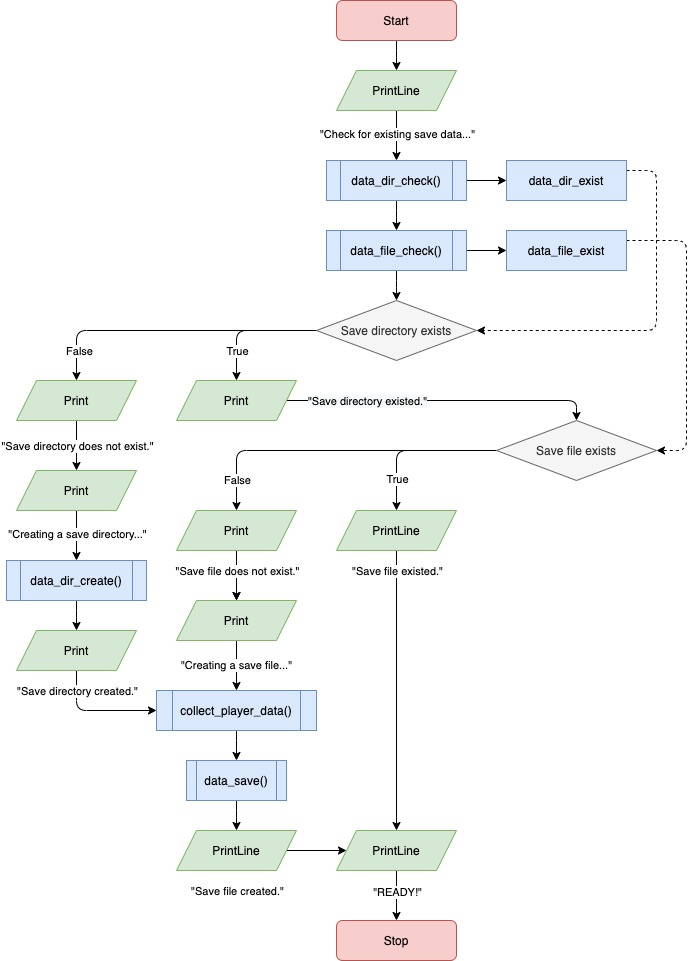 Start
PrintLine
"Check for existing save data..."
data_dir_check()
data_dir_exist
data_file_check()
data_file_exist
Save directory exists
False
True
Print
Print
"Save directory existed."
"Save directory does not exist."
Save file exists
Print
False
True
"Creating a save directory..."
Print
PrintLine
data_dir_create()
"Save file does not exist."
"Save file existed."
Print
Print
"Creating a save file..."
"Save directory created."
collect_player_data()
data_save()
PrintLine
PrintLine
"Save file created."
"READY!"
Stop